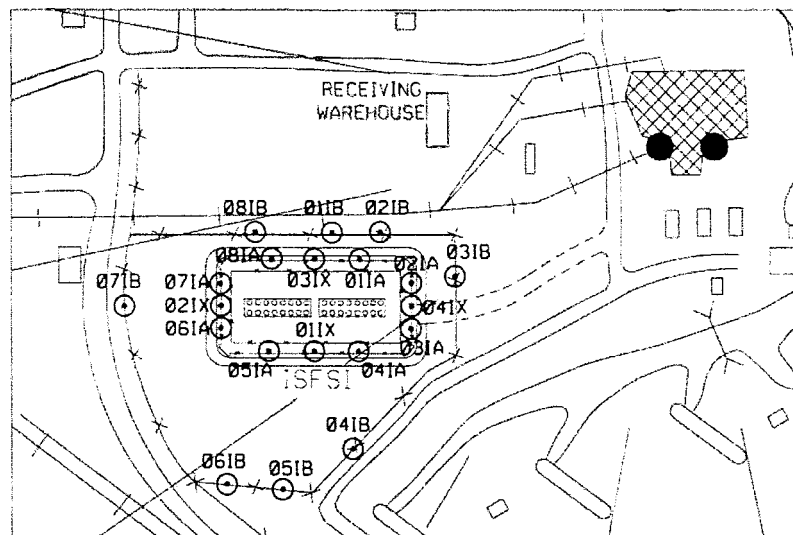 RECEIVING
WAREHOUSE
08IB
01IB
02IB
08IA
03IX
01IA
02IA
03IB
07IB
07IA
02IX
04IX
06IA
01IX
03IA
05IA
04IA
ISFSI
04IB
06IB
05IB